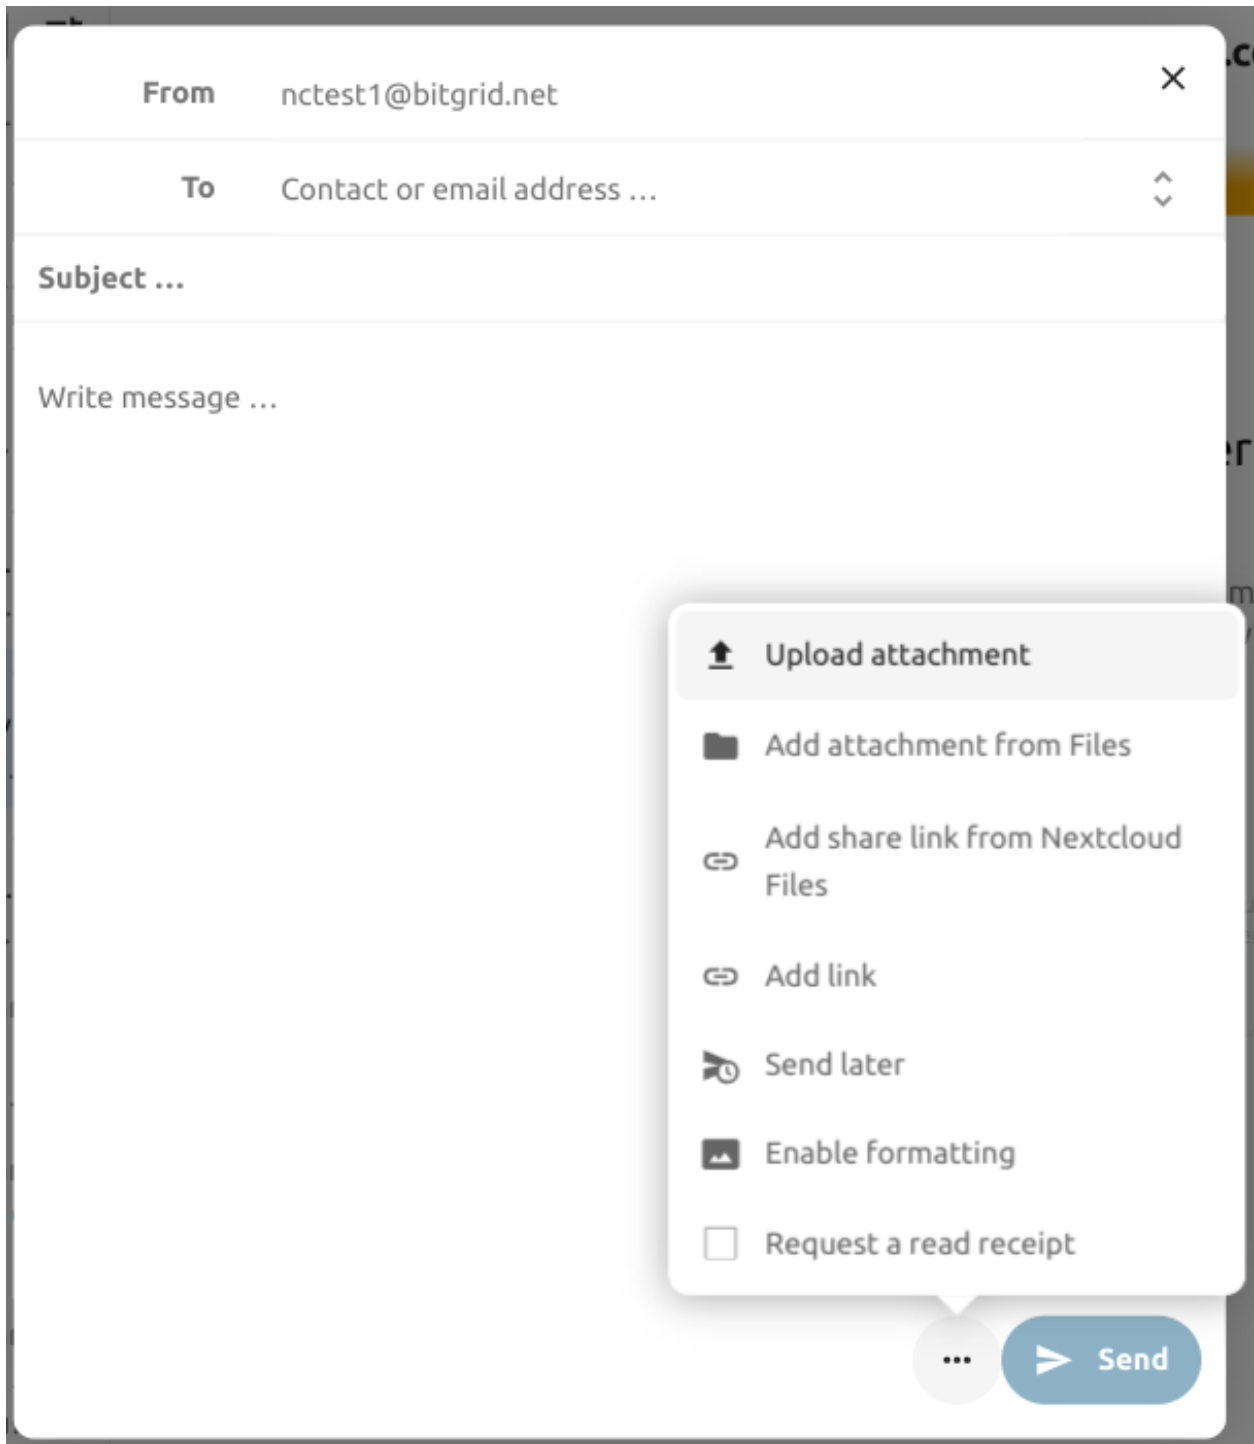 From nctest1@bitgrid.net
To Contact or email address ...
Subject ...
Write message ...
Upload attachment
Add attachment from Files
Add share link from Nextcloud
Files
Add link
Send later
Enable formatting
Request a read receipt
Send